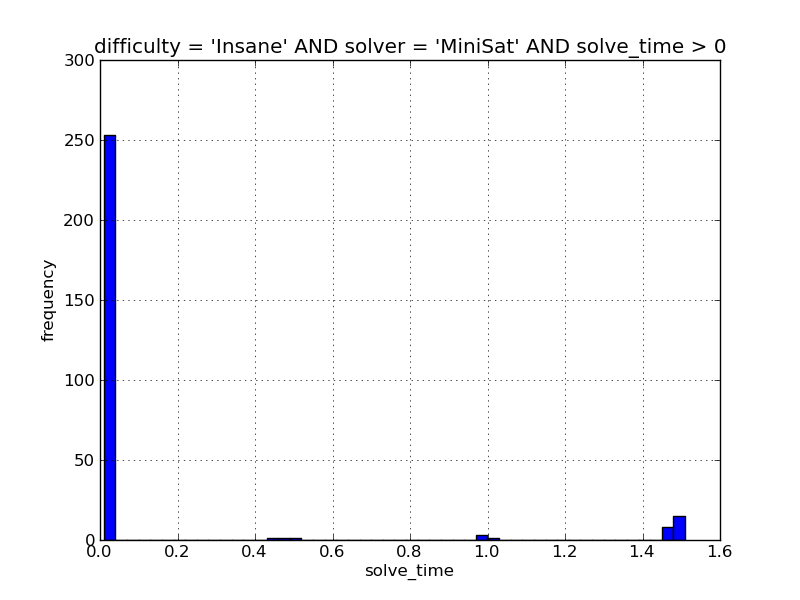 difficulty = 'Insane' AND solver = 'MiniSat' AND solve_time > 0
300
250
200
150
100
50
0
frequency
0.0 0.2 0.4 0.6 0.8 1.0 1.2 1.4 1.6
solve_time